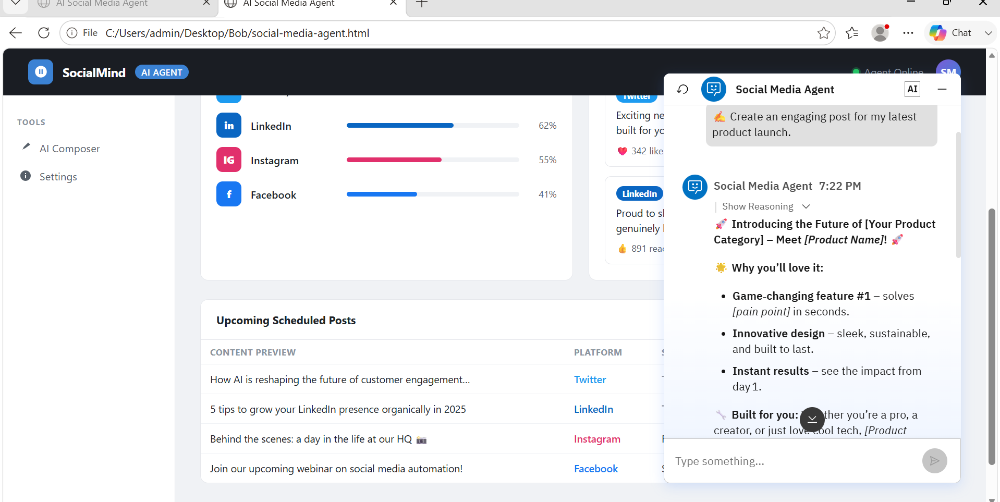 AI Social Media Agent
AI Social Media Agent
File C:/Users/admin/Desktop/Bob/social-media-agent.html
Chat
SocialMind
AI AGENT
Agent Online
SM
TOOLS
AI Composer
Settings
in LinkedIn 62%
IG Instagram 55%
f Facebook 41%
Twitter
Exciting ne
built for yo
342 like
LinkedIn
Proud to
genuinely
891 reac
Upcoming Scheduled Posts
CONTENT PREVIEW PLATFORM
How AI is reshaping the future of customer engagement... Twitter
5 tips to grow your LinkedIn presence organically in 2025 LinkedIn
Behind the scenes: a day in the life at our HQ 📸 Instagram
Join our upcoming webinar on social media automation! Facebook
Social Media Agent
AI
✍️ Create an engaging post for my latest
product launch.
Social Media Agent 7:22 PM
Show Reasoning
🚀 Introducing the Future of [Your Product
Category] – Meet [Product Name]! 🚀
🌟 Why you’ll love it:
• Game-changing feature #1 – solves
[pain point] in seconds.
• Innovative design – sleek, sustainable,
and built to last.
• Instant results – see the impact from
day 1.
🔧 Built for you: ther you’re a pro, a
creator, or just love cool tech, [Product
Type something...